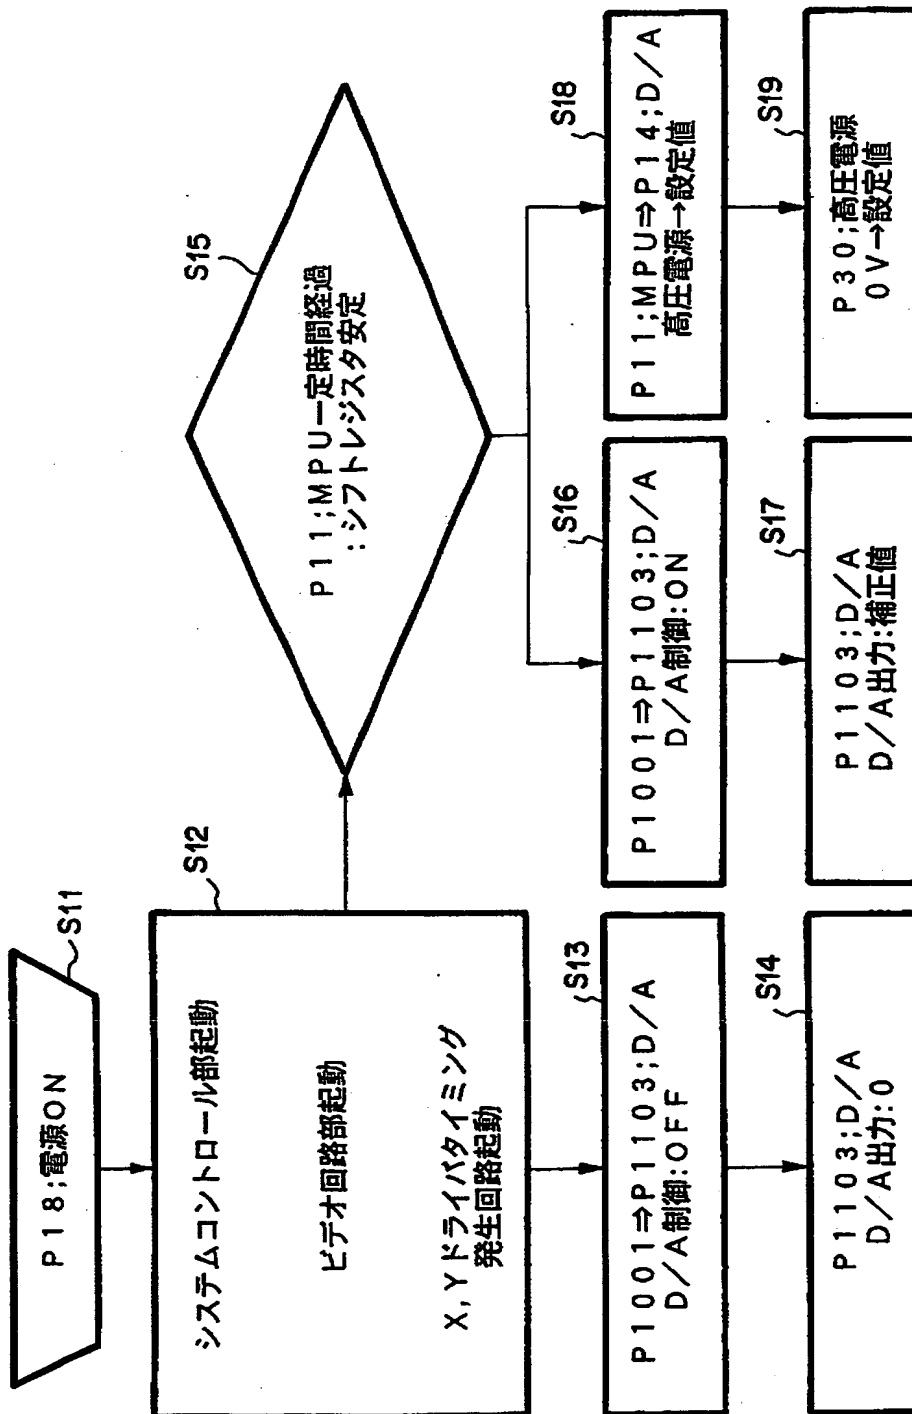 P18;電源ON
S11
システムコントロール部起動
ビデオ回路部起動
X,Yドライバタイミング
発生回路起動
S12
P1001⇒P1103;D/A
D/A制御:OFF
S13
P1103;D/A
D/A出力:0
S14
P11;MPU一定時間経過
:シフトレジスタ安定
S15
P1001⇒P1103;D/A
D/A制御:ON
S16
P1103;D/A
D/A出力:補正値
S17
P11;MPU⇒P14;D/A
高圧電源→設定値
S18
P30;高圧電源
0V→設定値
S19